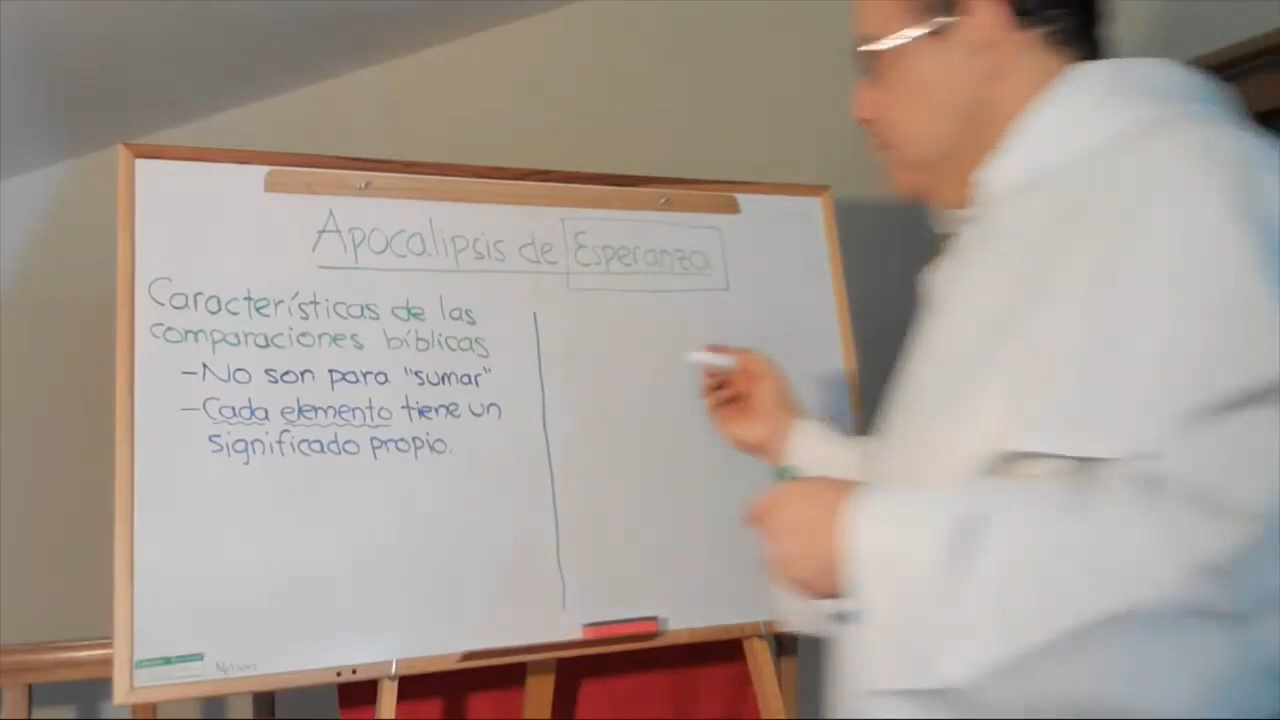 Apocalipsis de Esperanza
Características de las
comparaciones bíblicas
-No son para "sumar"
-Cada elemento tiene un
significado propio.